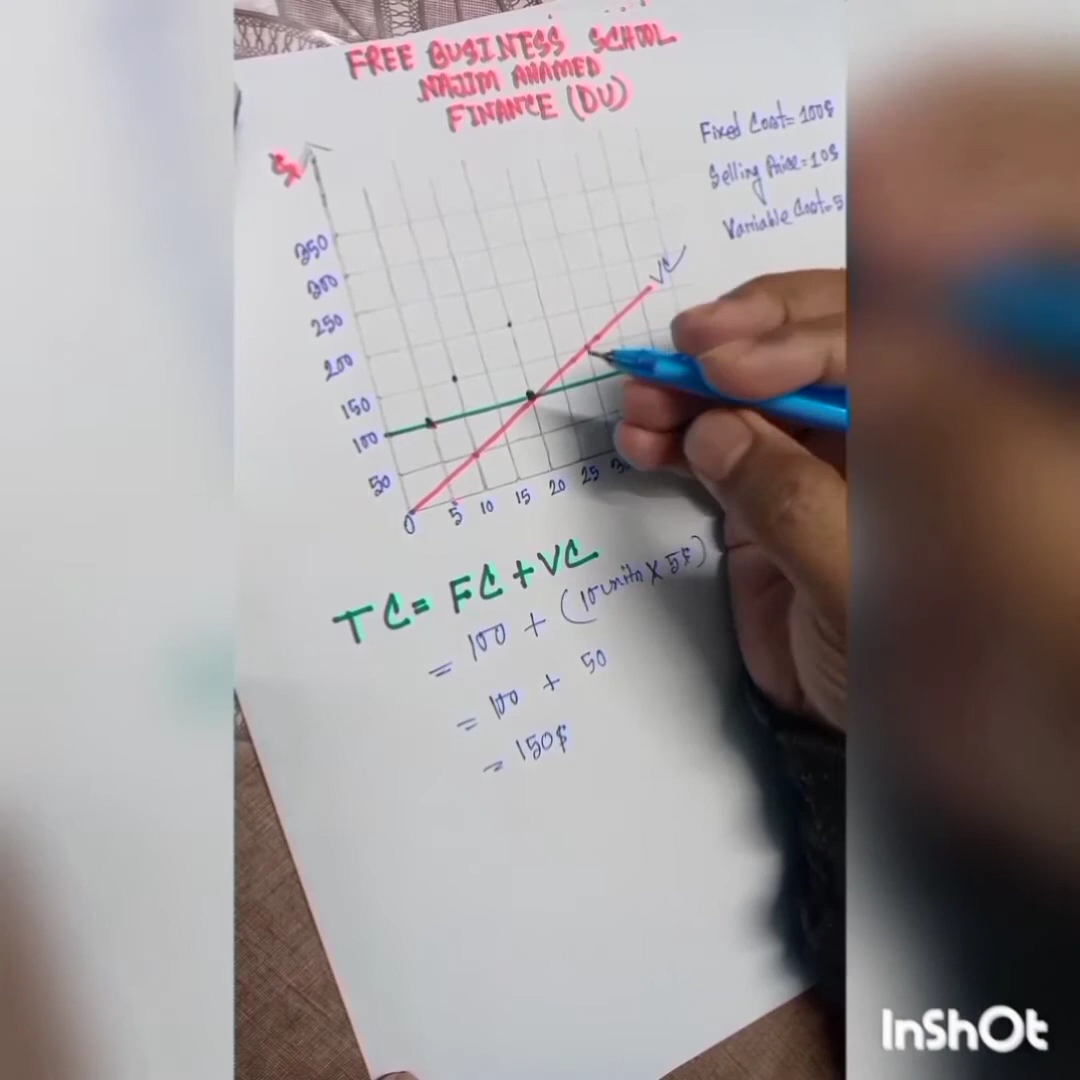 FREE BUSINESS SCHOOL
NAJIM AHAMED
FINANCE (DU)
Fixed Cost= 100$
Selling Price=10$
Variable Cost=5
$
350
300
250
200
150
100
50
0 5 10 15 20 25 30
VC
TC= FC+VC
= 100 + (10units X 5$)
= 100 + 50
= 150$
InShOt